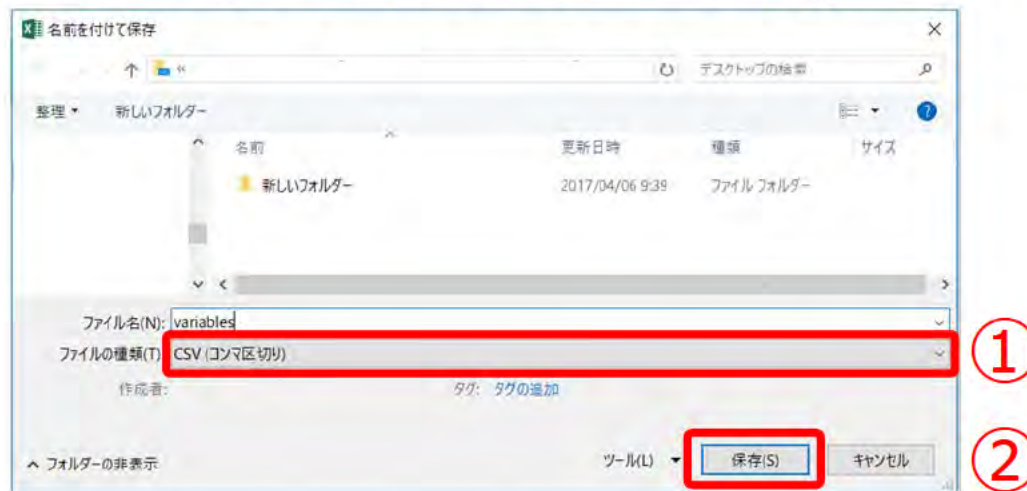 名前を付けて保存
«
デスクトップの検索
整理
新しいフォルダー
?
名前 更新日時 種類 サイズ
新しいフォルダー 2017/04/06 9:39 ファイル フォルダー
ファイル名(N): variables
ファイルの種類(T): CSV (コンマ区切り)
①
作成者: タグ: タグの追加
フォルダーの非表示 ツール(L) 保存(S) キャンセル
②